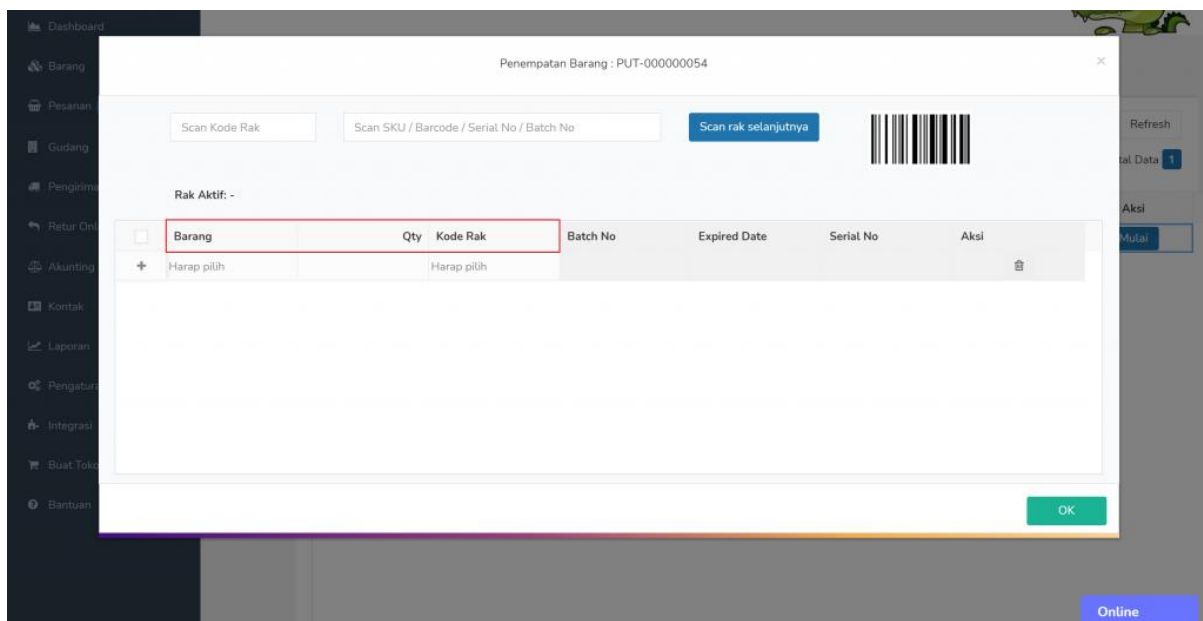 Dashboard
Barang
Pesanan
Gudang
Pengirima
Retur Onl
Akunting
Kontak
Laporan
Pengatura
Integrasi
Buat Toko
Bantuan
Penempatan Barang : PUT-000000054
×
Scan Kode Rak
Scan SKU / Barcode / Serial No / Batch No
Scan rak selanjutnya
Rak Aktif: -
Barang Qty Kode Rak Batch No Expired Date Serial No Aksi
+ Harap pilih Harap pilih
OK
Refresh
tal Data 1
Aksi
Mulai
Online